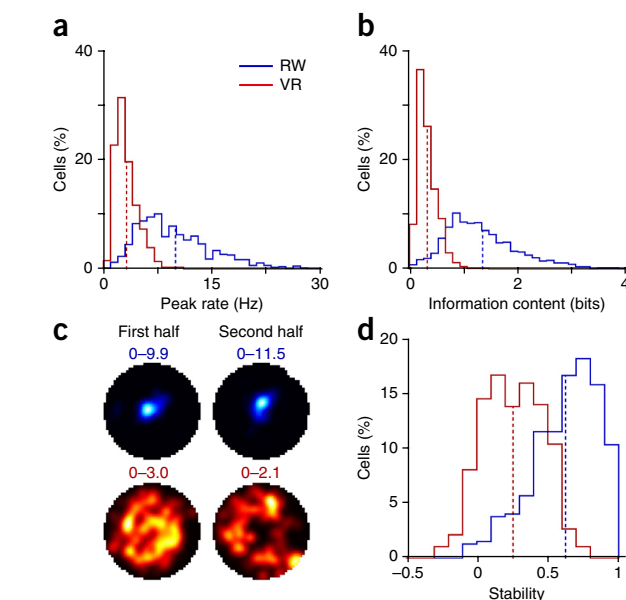 a
40
20
0
Cells (%)
0
15
30
Peak rate (Hz)
RW
VR
b
40
20
0
Cells (%)
0
2
4
Information content (bits)
c
First half
Second half
0–9.9
0–11.5
0–3.0
0–2.1
d
20
15
10
5
0
Cells (%)
–0.5
0
0.5
1
Stability